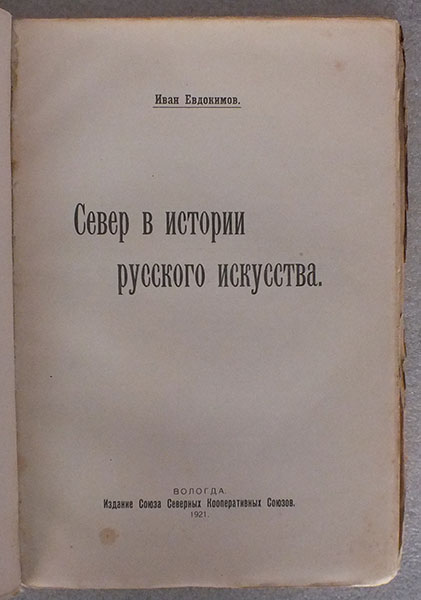 Иван Евдокимов.
Север в истории
русского искусства.
ВОЛОГДА.
Издание Союза Северных Кооперативных Союзов.
1921.